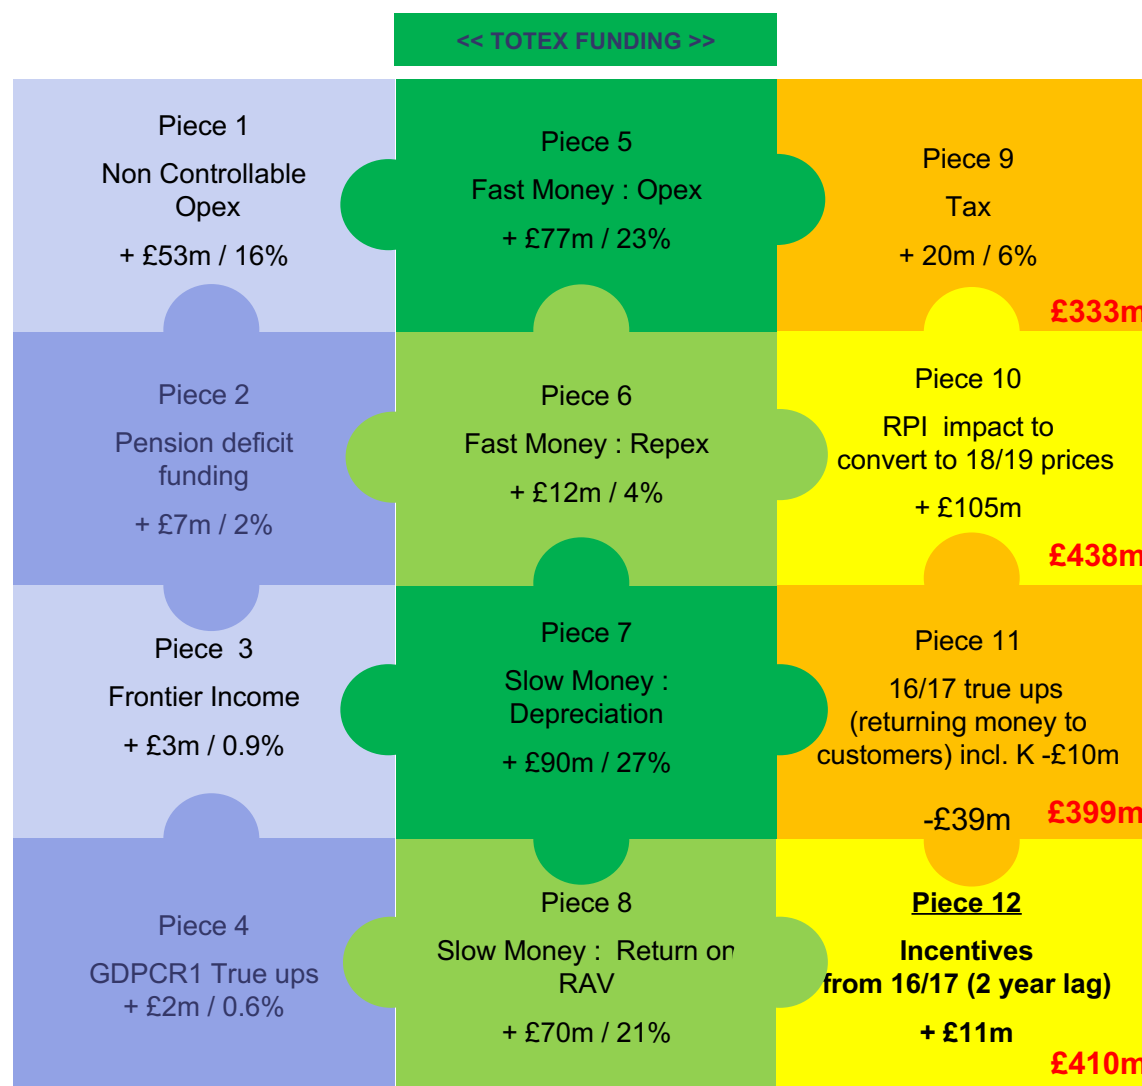 << TOTEX FUNDING >>
Piece 1
Non Controllable
Opex
+ £53m / 16%
Piece 2
Pension deficit
funding
+ £7m / 2%
Piece  3
Frontier Income
+ £3m / 0.9%
Piece 4
GDPCR1 True ups
+ £2m / 0.6%
Piece 5
Fast Money : Opex
+ £77m / 23%
Piece 6
Fast Money : Repex
+ £12m / 4%
Piece 7
Slow Money :
Depreciation
+ £90m / 27%
Piece 8
Slow Money :  Return on
RAV
+ £70m / 21%
Piece 9
Tax
+ 20m / 6%
£333m
Piece 10
RPI  impact to
convert to 18/19 prices
+ £105m
£438m
Piece 11
16/17 true ups
(returning money to
customers) incl. K -£10m
-£39m
£399m
Piece 12
Incentives
from 16/17 (2 year lag)
+ £11m
£410m